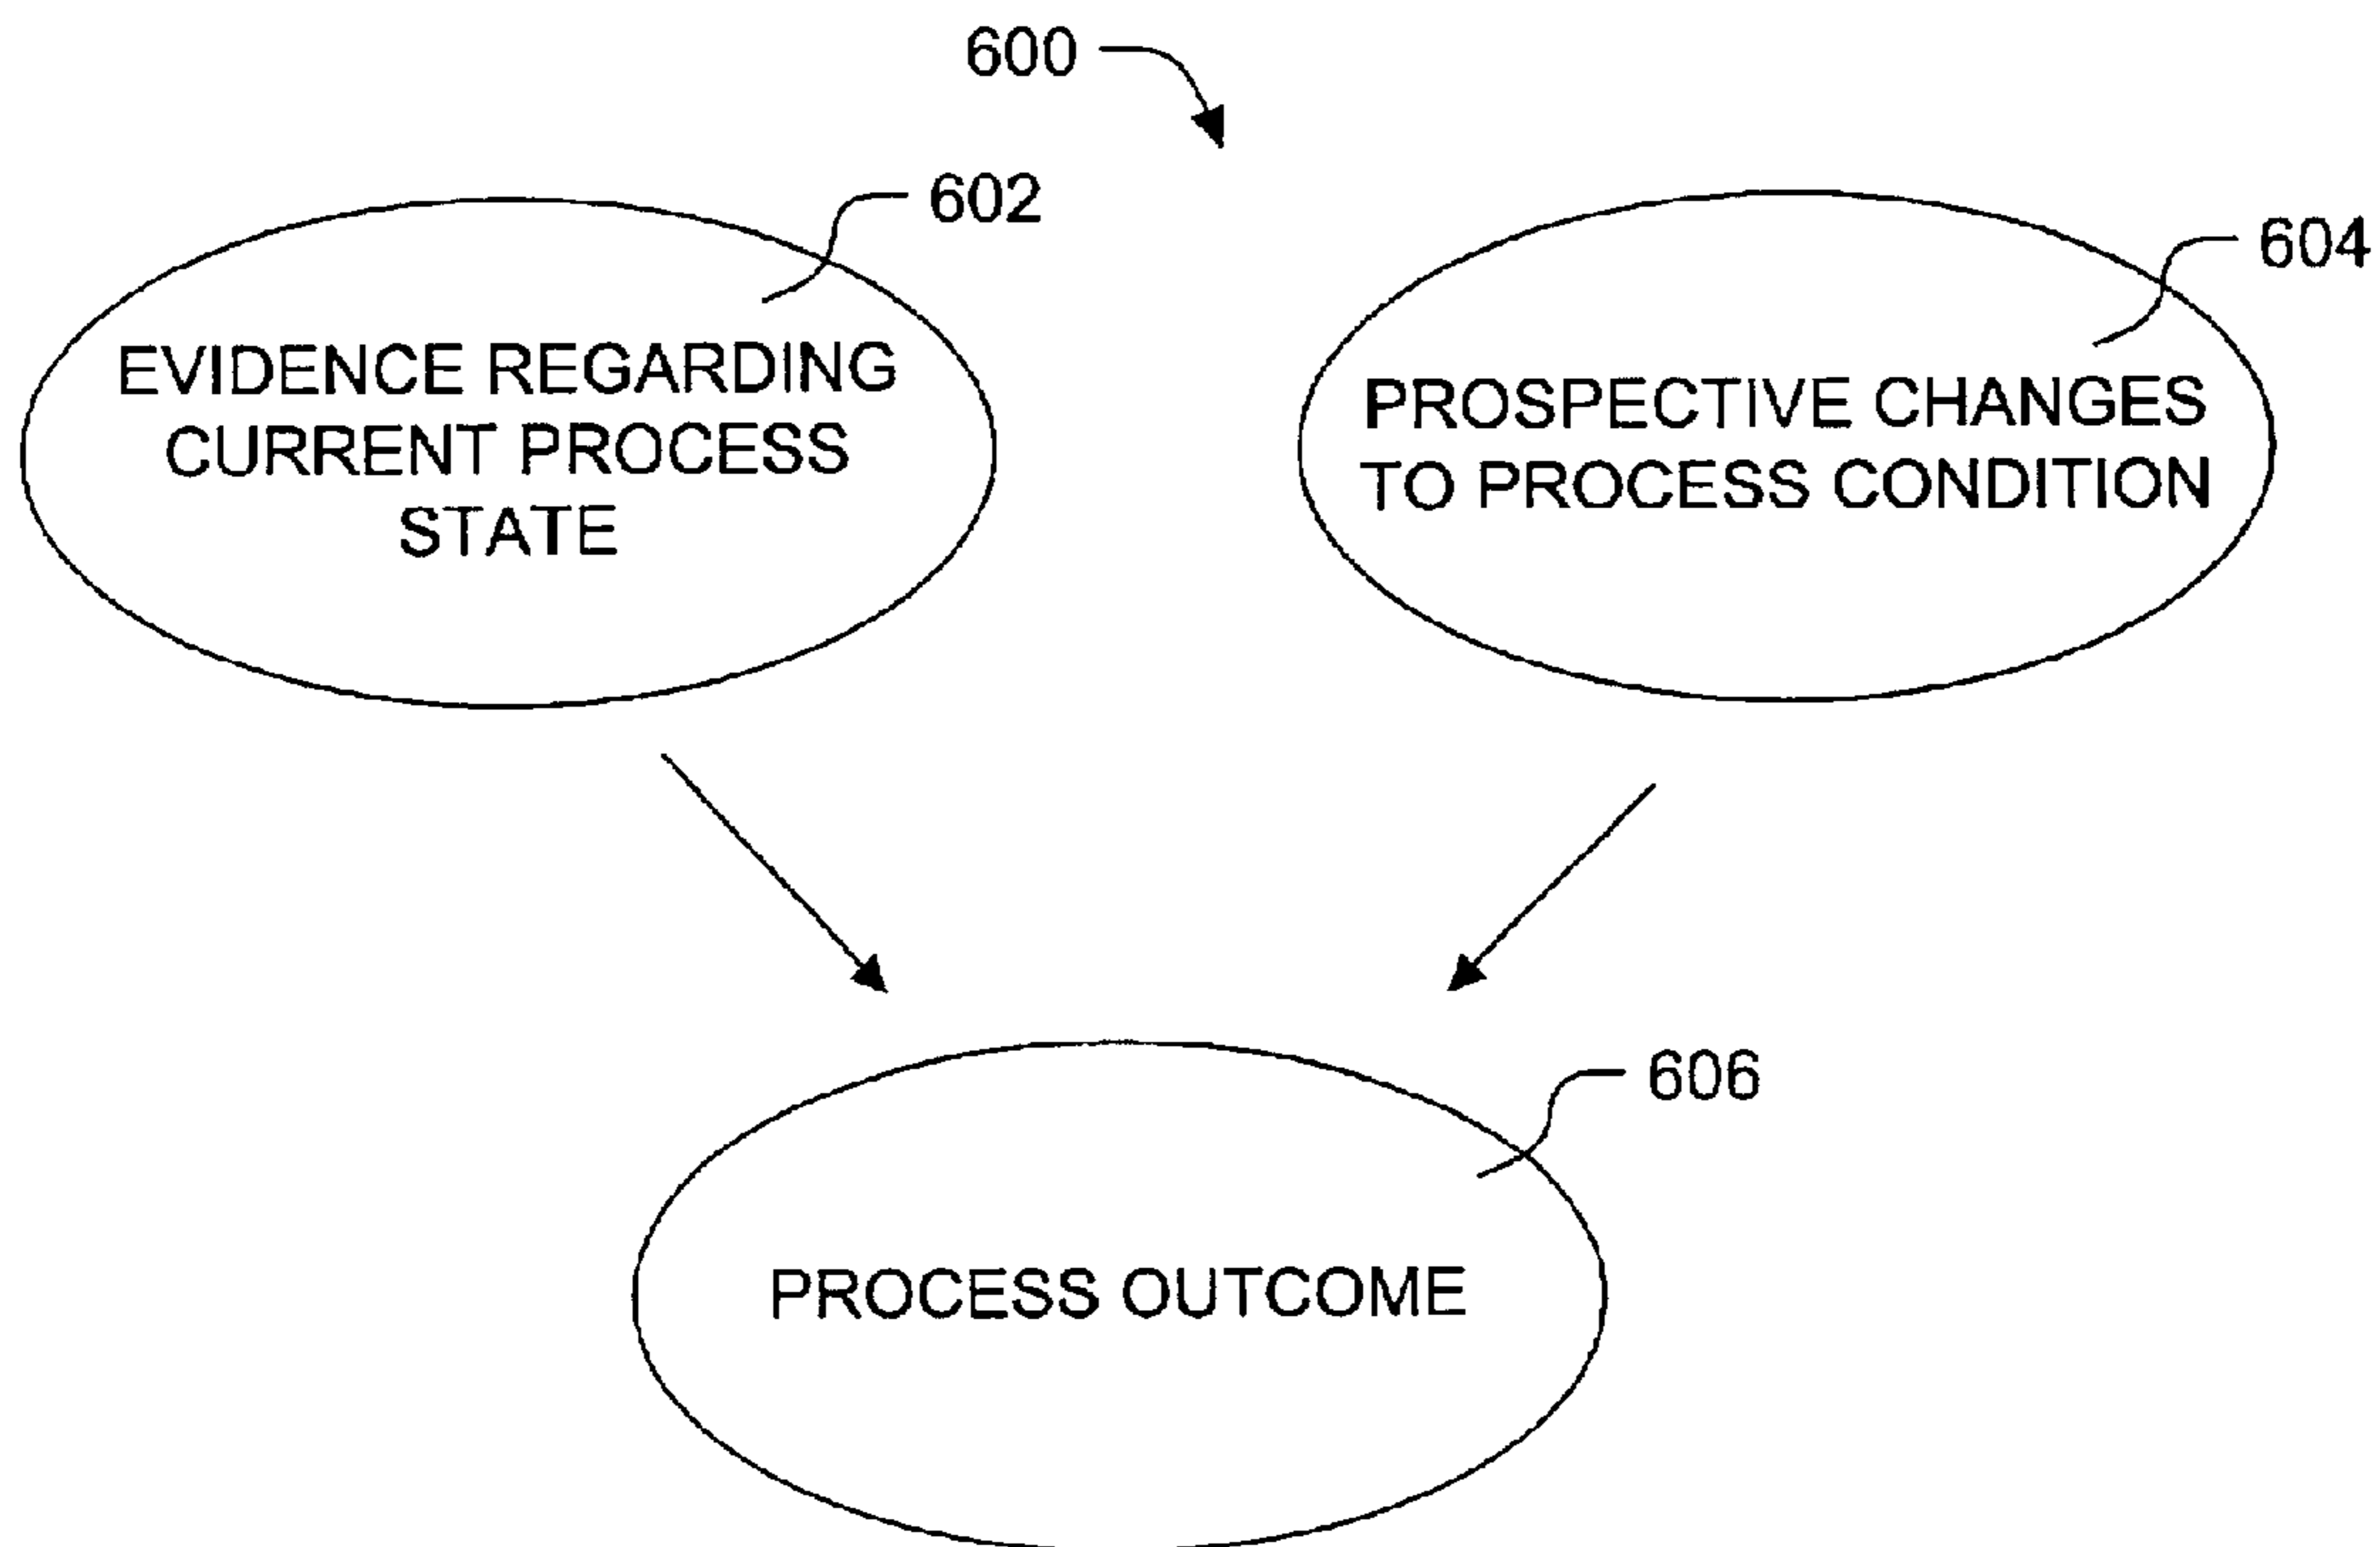 600
602
604
EVIDENCE REGARDING
CURRENT PROCESS
STATE
PROSPECTIVE CHANGES
TO PROCESS CONDITION
606
PROCESS OUTCOME